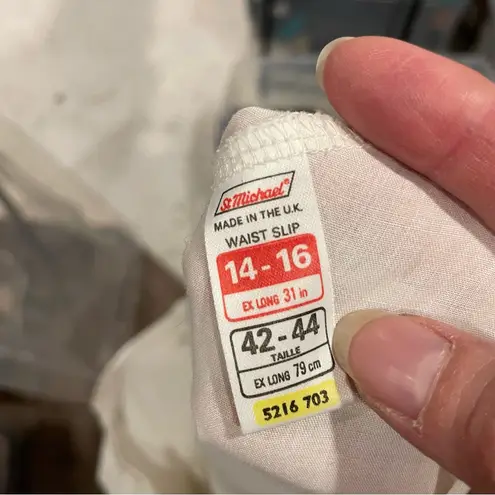 St Michael®
MADE IN THE U.K.
WAIST SLIP
14-16
EX LONG 31 in
42-44
TAILLE
EX LONG 79 cm
5216 703